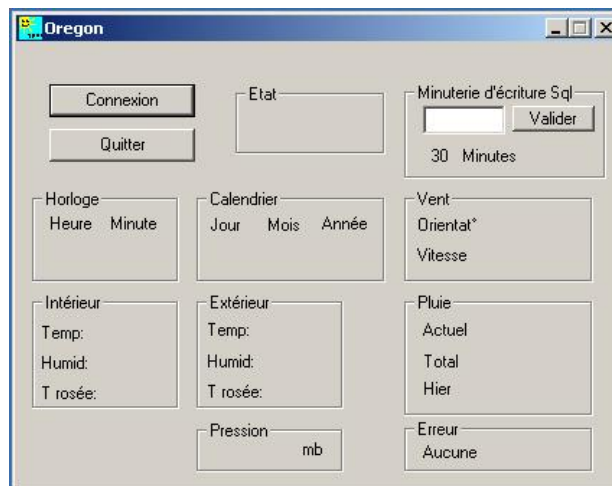 Oregon
Connexion
Quitter
Etat
Minuterie d'écriture Sql
Valider
30 Minutes
Horloge
Heure Minute
Calendrier
Jour Mois Année
Vent
Orientat°
Vitesse
Intérieur
Temp:
Humid:
T rosée:
Extérieur
Temp:
Humid:
T rosée:
Pluie
Actuel
Total
Hier
Pression
mb
Erreur
Aucune